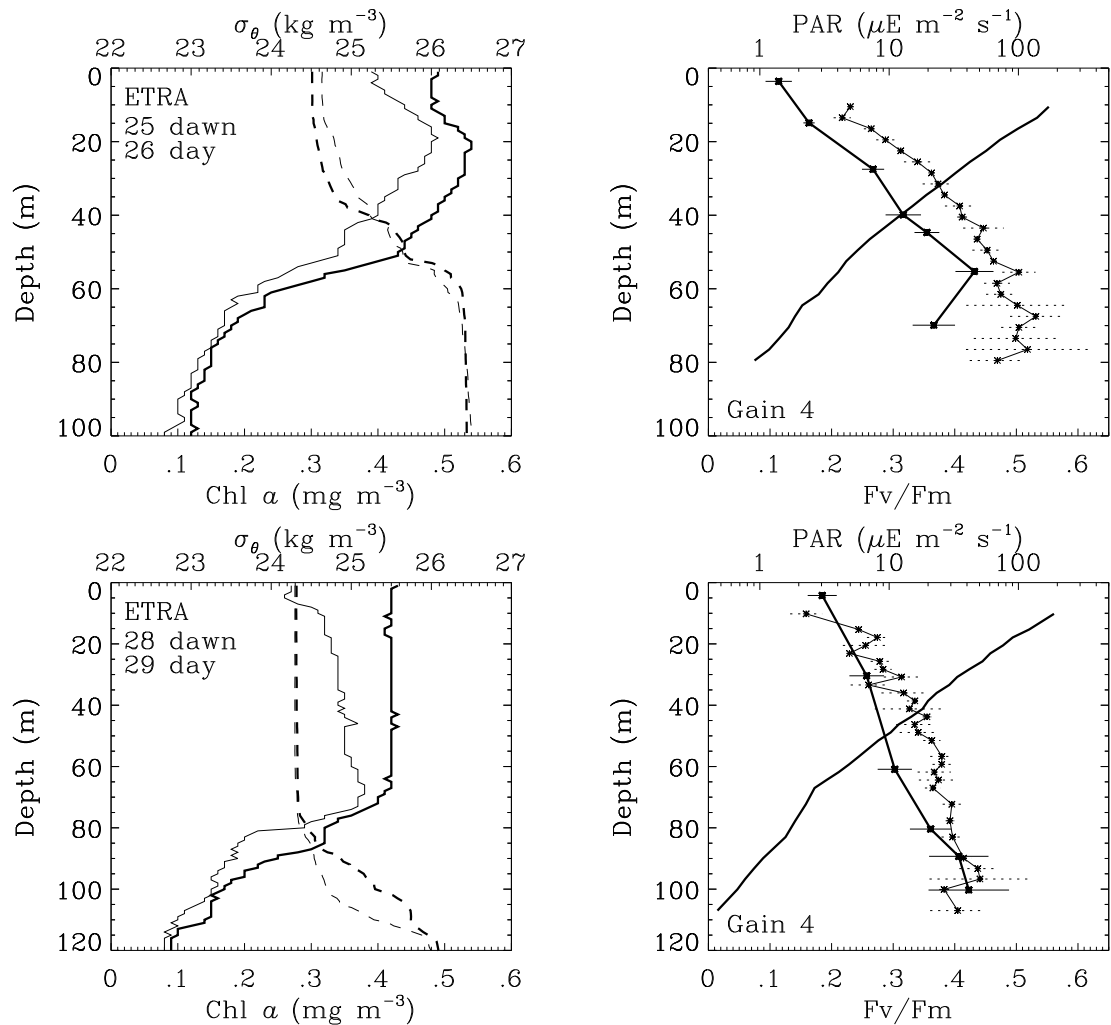 σθ (kg m⁻³)
22 23 24 25 26 27
ETRA
25 dawn
26 day
Depth (m)
0
20
40
60
80
100
0 .1 .2 .3 .4 .5 .6
Chl a (mg m⁻³)
PAR (μE m⁻² s⁻¹)
1 10 100
Depth (m)
0
20
40
60
80
100
Gain 4
0 .1 .2 .3 .4 .5 .6
Fv/Fm
σθ (kg m⁻³)
22 23 24 25 26 27
ETRA
28 dawn
29 day
Depth (m)
0
20
40
60
80
100
120
0 .1 .2 .3 .4 .5 .6
Chl a (mg m⁻³)
PAR (μE m⁻² s⁻¹)
1 10 100
Depth (m)
0
20
40
60
80
100
120
Gain 4
0 .1 .2 .3 .4 .5 .6
Fv/Fm